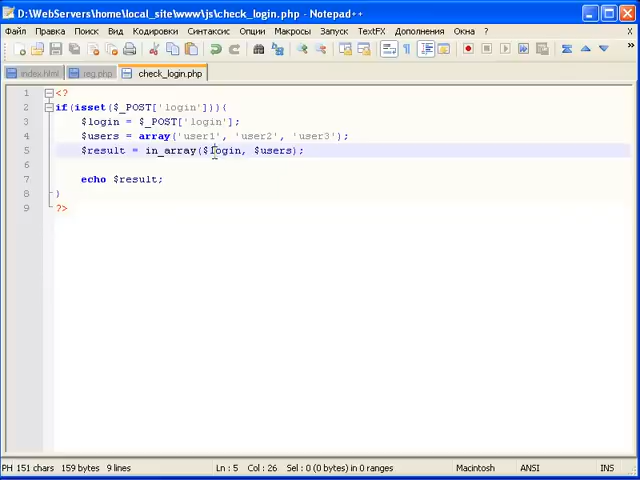 D:\WebServers\home\local_site\www\js\check_login.php - Notepad++
Файл Правка Поиск Вид Кодировки Синтаксис Опции Макросы Запуск TextFX Дополнения Окна ? X
index.html reg.php check_login.php
1 <?
2 if(isset($_POST['login'])){
3 $login = $_POST['login'];
4 $users = array('user1', 'user2', 'user3');
5 $result = in_array($login, $users);
6
7 echo $result;
8 }
9 ?>
PH 151 chars 159 bytes 9 lines Ln : 5 Col : 26 Sel : 0 (0 bytes) in 0 ranges Macintosh ANSI INS